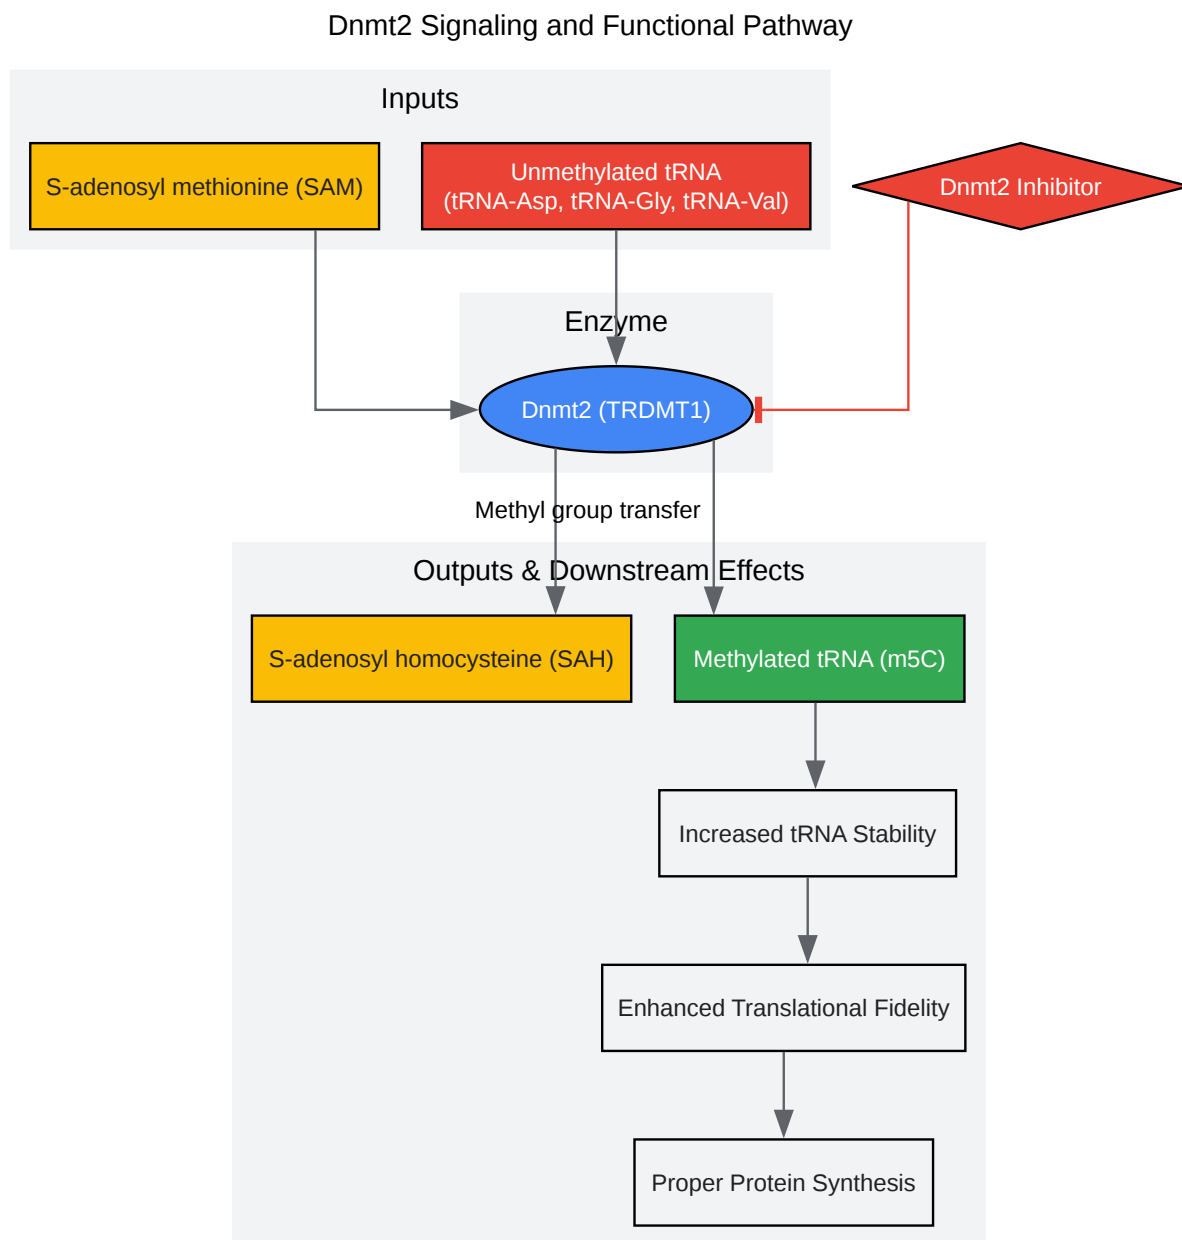 Dnmt2 Signaling and Functional Pathway
Inputs
S-adenosyl methionine (SAM)
Unmethylated tRNA
(tRNA-Asp, tRNA-Gly, tRNA-Val)
Dnmt2 Inhibitor
Enzyme
Dnmt2 (TRDMT1)
Methyl group transfer
Outputs & Downstream Effects
S-adenosyl homocysteine (SAH)
Methylated tRNA (m5C)
Increased tRNA Stability
Enhanced Translational Fidelity
Proper Protein Synthesis